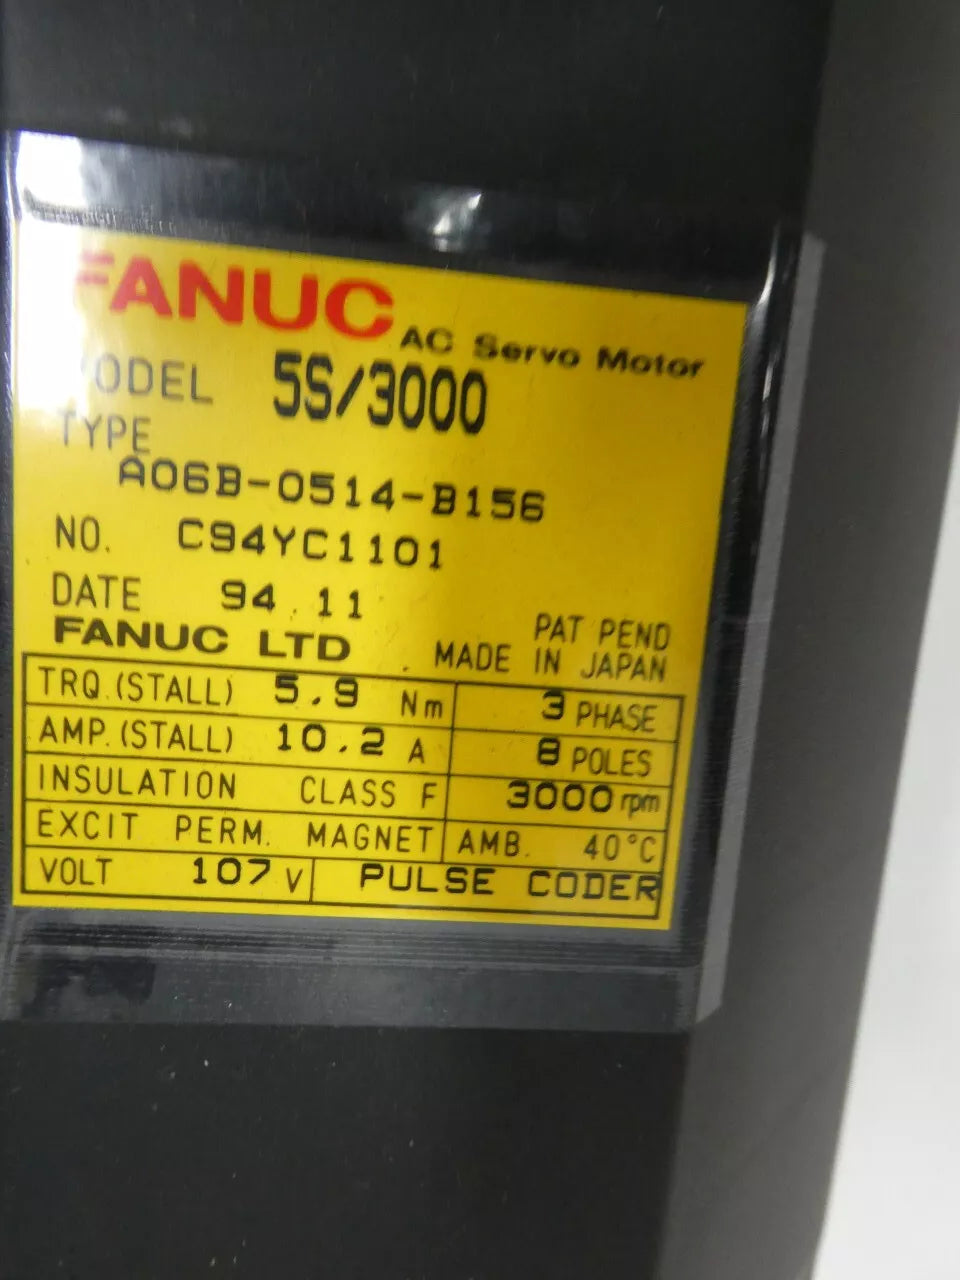 FANUC AC Servo Motor
MODEL 5S/3000
TYPE
A06B-0514-B156
NO. C94YC1101
DATE 94.11
FANUC LTD
PAT PEND
MADE IN JAPAN
TRQ.(STALL) 5.9 Nm 3 PHASE
AMP.(STALL) 10.2 A 8 POLES
INSULATION CLASS F 3000 rpm
EXCIT PERM. MAGNET AMB. 40°C
VOLT 107 V PULSE CODER